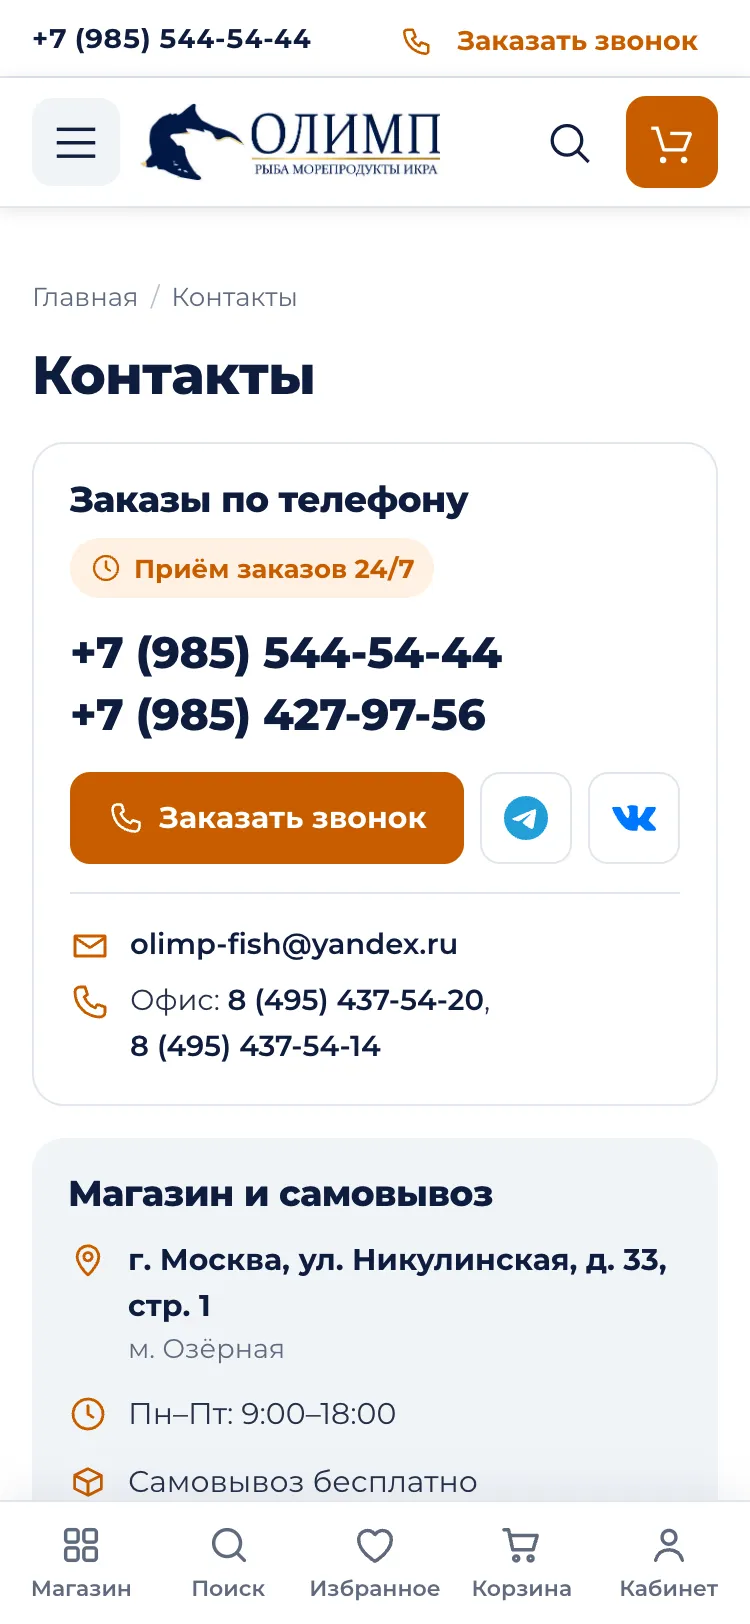 +7 (985) 544-54-44
Заказать звонок
ОЛИМП
РЫБА МОРЕПРОДУКТЫ ИКРА
Главная / Контакты
Контакты
Заказы по телефону
Приём заказов 24/7
+7 (985) 544-54-44
+7 (985) 427-97-56
Заказать звонок
olimp-fish@yandex.ru
Офис: 8 (495) 437-54-20,
8 (495) 437-54-14
Магазин и самовывоз
г. Москва, ул. Никулинская, д. 33,
стр. 1
м. Озёрная
Пн–Пт: 9:00–18:00
Самовывоз бесплатно
Магазин
Поиск
Избранное
Корзина
Кабинет